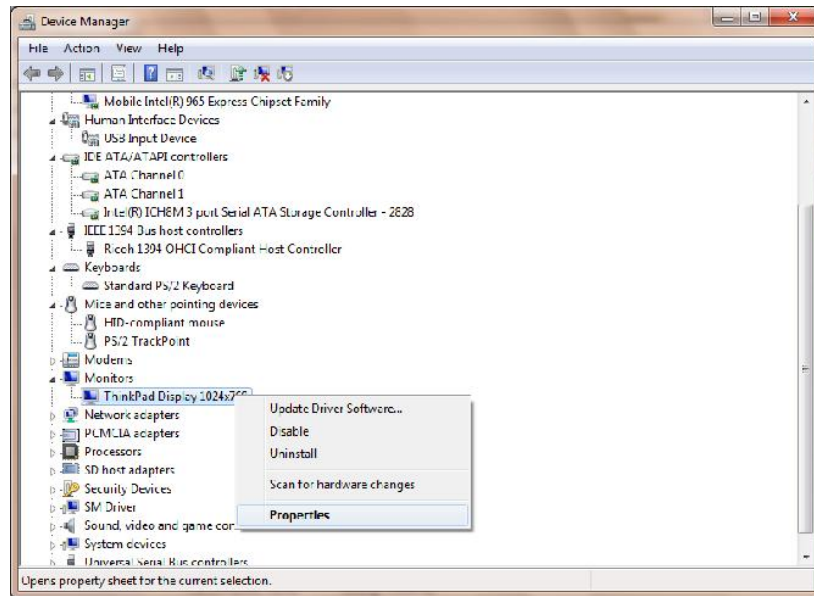 Device Manager
File Action View Help
Mobile Intel(R) 965 Express Chipset Family
Human Interface Devices
USB Input Device
IDE ATA/ATAPI controllers
ATA Channel 0
ATA Channel 1
Intel(R) ICH8M 3 port Serial ATA Storage Controller - 2828
IEEE 1394 Bus host controllers
Ricoh 1394 OHCI Compliant Host Controller
Keyboards
Standard PS/2 Keyboard
Mice and other pointing devices
HID-compliant mouse
PS/2 TrackPoint
Modems
Monitors
ThinkPad Display 1024x768
Update Driver Software...
Disable
Uninstall
Scan for hardware changes
Properties
Network adapters
PCMCIA adapters
Processors
SD host adapters
Security Devices
SM Driver
Sound, video and game con
System devices
Universal Serial Bus controllers
Opens property sheet for the current selection.